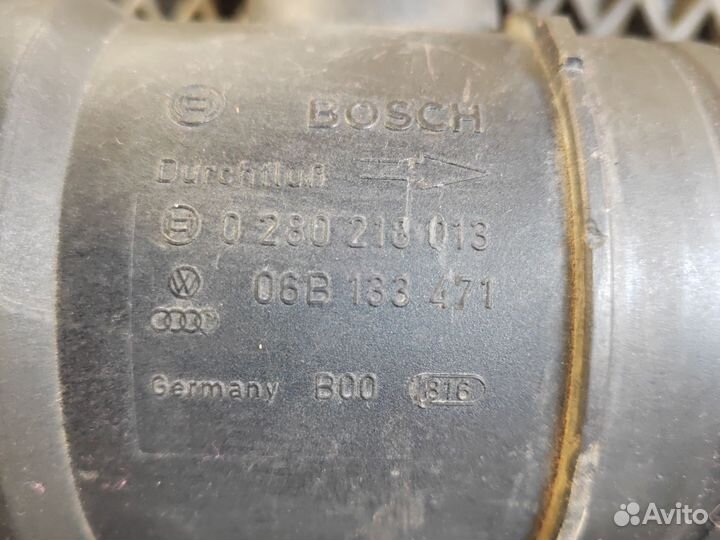 BOSCH
Durchfluß
0 280 218 013
06B 133 471
Germany B00 816
Avito